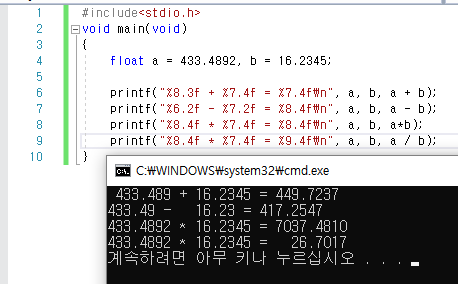 1 #include<stdio.h>
2 void main(void)
3 {
4 float a = 433.4892, b = 16.2345;
5
6 printf("%8.3f + %7.4f = %7.4f₩n", a, b, a + b);
7 printf("%6.2f - %7.2f = %8.4f₩n", a, b, a - b);
8 printf("%8.4f * %7.4f = %8.4f₩n", a, b, a*b);
9 printf("%8.4f * %7.4f = %9.4f₩n", a, b, a / b);
10 }
C:₩WINDOWS₩system32₩cmd.exe
433.489 + 16.2345 = 449.7237
433.49 - 16.23 = 417.2547
433.4892 * 16.2345 = 7037.4810
433.4892 * 16.2345 = 26.7017
계속하려면 아무 키나 누르십시오 . . .